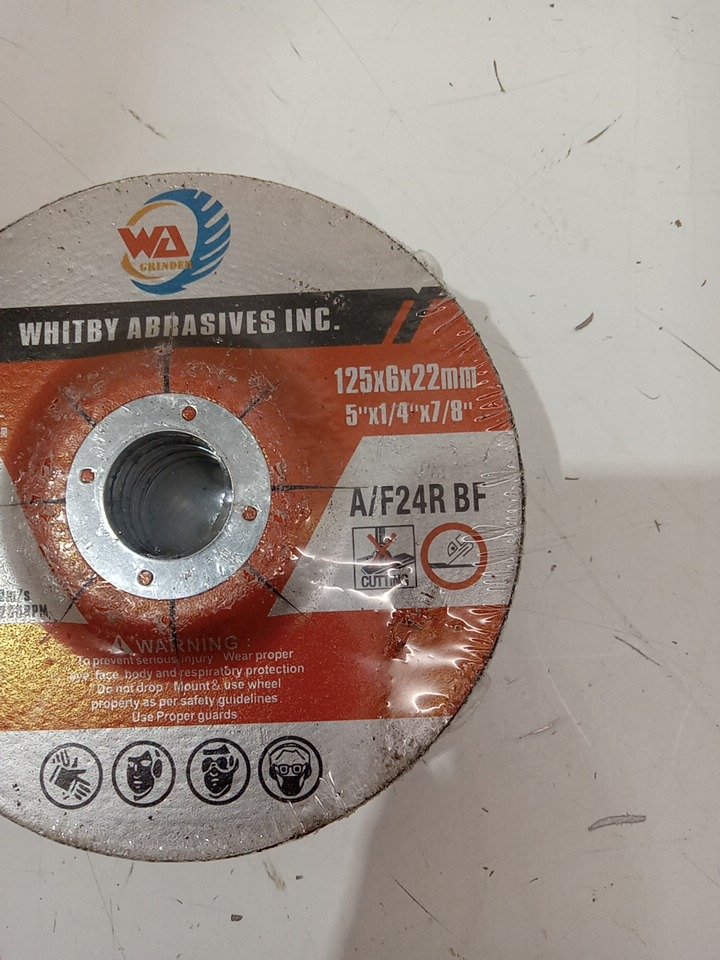 WA
GRINDER
WHITBY ABRASIVES INC.
125x6x22mm
5"x1/4"x7/8"
A/F24R BF
CUTTING
WARNING :
To prevent serious injury Wear proper
eye, face, body and respiratory protection
Do not drop Mount & use wheel
property as per safety guidelines
Use Proper guards